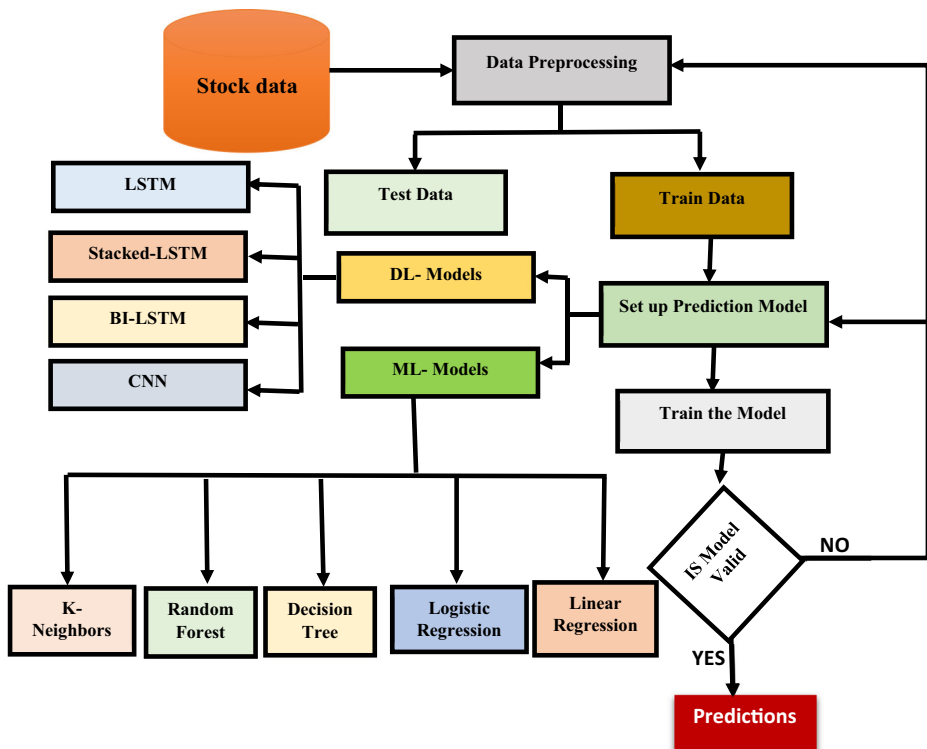 Stock data
Data Preprocessing
Test Data
Train Data
LSTM
Stacked-LSTM
BI-LSTM
CNN
DL- Models
ML- Models
Set up Prediction Model
Train the Model
IS Model
Valid
NO
YES
K-
Neighbors
Random
Forest
Decision
Tree
Logistic
Regression
Linear
Regression
Predictions